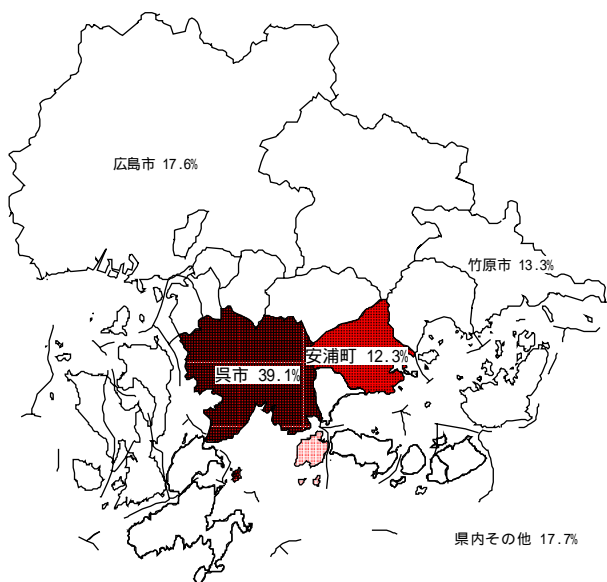 広島市 17.6%
竹原市 13.3%
安浦町 12.3%
呉市 39.1%
県内その他 17.7%